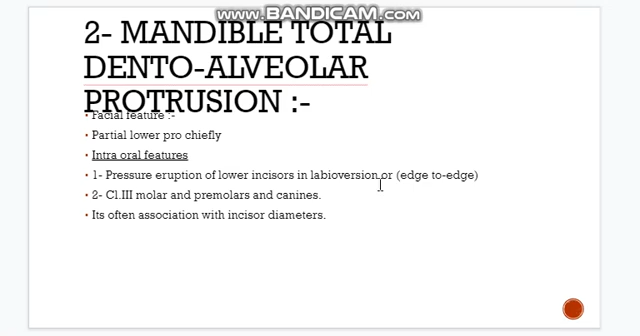 WWW.BANDICAM.COM
2- MANDIBLE TOTAL
DENTO-ALVEOLAR
PROTRUSION :-
• Facial feature :-
• Partial lower pro chiefly
• Intra oral features
• 1- Pressure eruption of lower incisors in labioversion or (edge to-edge)
• 2- Cl.III molar and premolars and canines.
• Its often association with incisor diameters.